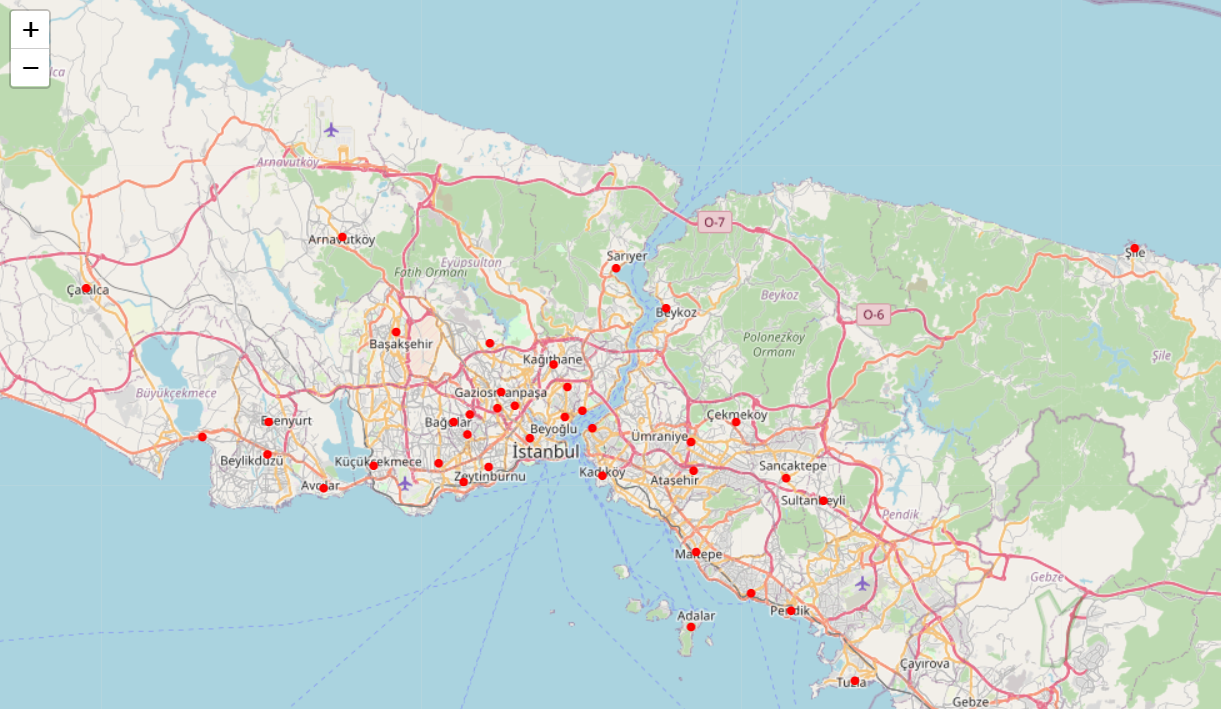 +
−
Arnavutköy
O-7
Arnavutköy
Sarıyer
Şile
Eyüpsultan
Fatih Ormanı
Çatalca
Beykoz
Beykoz
O-6
Başakşehir
Polonezköy
Ormanı
Kağıthane
Şile
Büyükçekmece
Gaziosmanpaşa
Esenyurt
Bağcılar
Beyoğlu
Çekmeköy
Ümraniye
İstanbul
Beylikdüzü
Küçükçekmece
Zeytinburnu
Kadıköy
Ataşehir
Sancaktepe
Avcılar
Sultanbeyli
Pendik
Maltepe
Gebze
Adalar
Pendik
Çayırova
Tuzla
Gebze